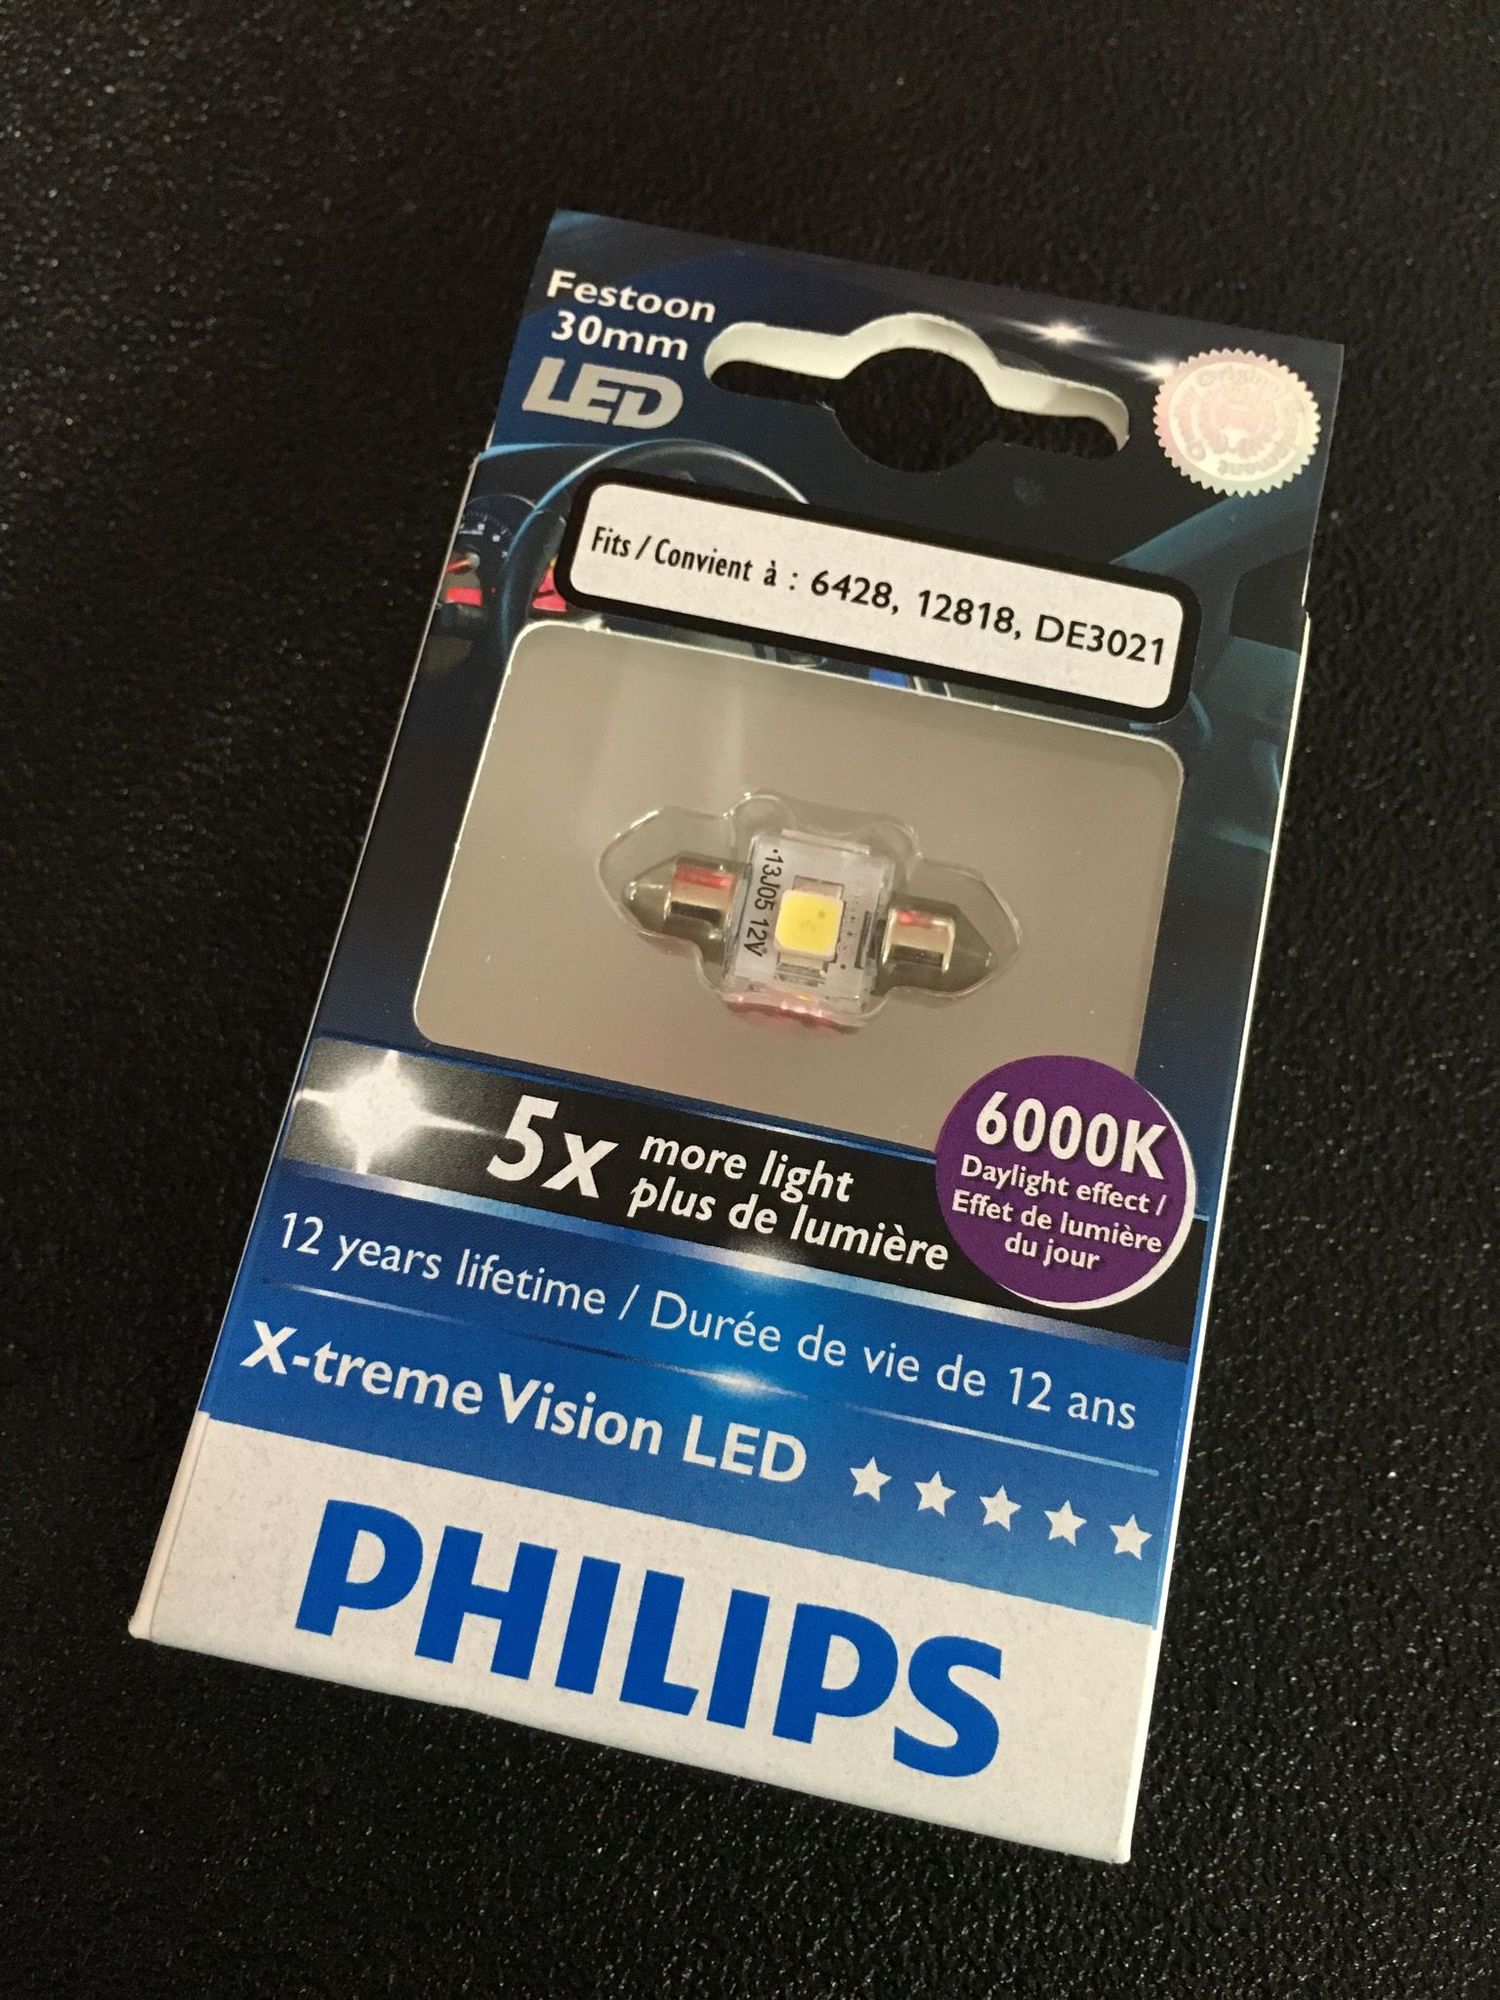 Festoon
30mm
LED
Fits / Convient à : 6428, 12818, DE3021
·13J05 12V
5x more light
plus de lumière
6000K
Daylight effect /
Effet de lumière
du jour
12 years lifetime / Durée de vie de 12 ans
X-treme Vision LED
PHILIPS